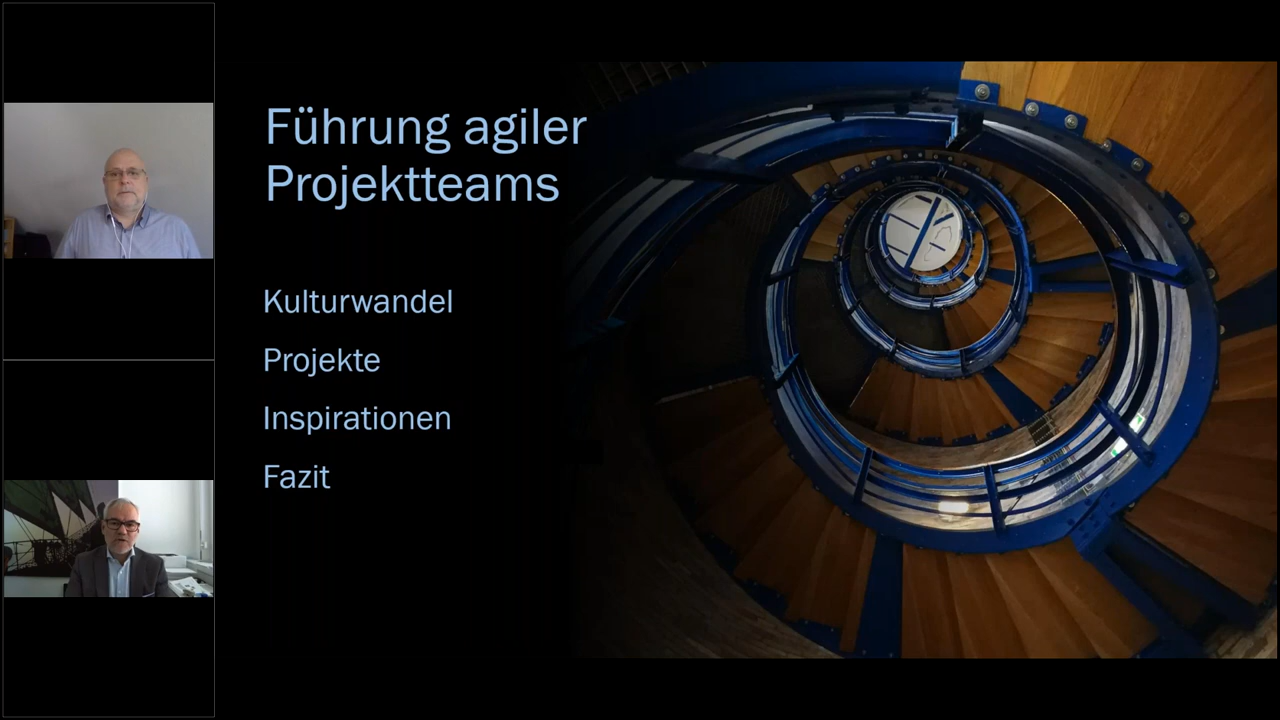 Führung agiler
Projektteams
Kulturwandel
Projekte
Inspirationen
Fazit